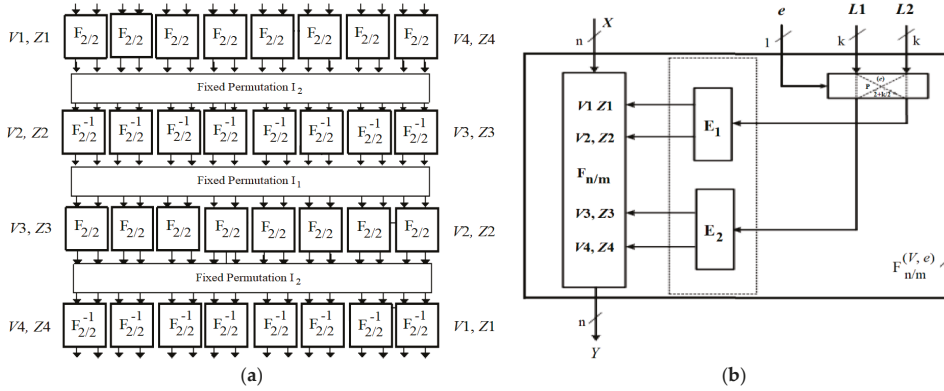 V1, Z1 F2/2 F2/2 F2/2 F2/2 F2/2 F2/2 F2/2 F2/2 V4, Z4
Fixed Permutation I2
V2, Z2 F-1 2/2 F-1 2/2 F-1 2/2 F-1 2/2 F-1 2/2 F-1 2/2 F-1 2/2 F-1 2/2 V3, Z3
Fixed Permutation I1
V3, Z3 F2/2 F2/2 F2/2 F2/2 F2/2 F2/2 F2/2 F2/2 V2, Z2
Fixed Permutation I2
V4, Z4 F-1 2/2 F-1 2/2 F-1 2/2 F-1 2/2 F-1 2/2 F-1 2/2 F-1 2/2 F-1 2/2 V1, Z1
(a)
X e L1 L2
n 1 k k
(e)
P
2+k/2
V1 Z1
V2, Z2
E1
Fn/m
V3, Z3
V4, Z4
E2
F(V, e) n/m
n
Y
(b)